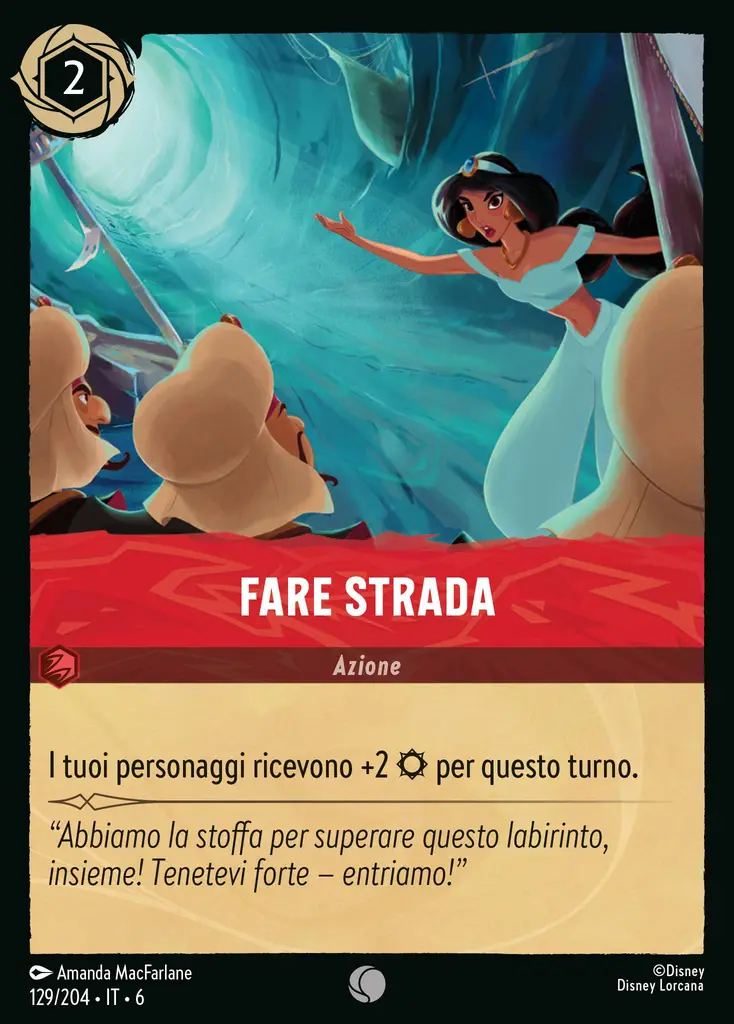 2
FARE STRADA
Azione
I tuoi personaggi ricevono +2 per questo turno.
“Abbiamo la stoffa per superare questo labirinto,
insieme! Tenetevi forte – entriamo!”
Amanda MacFarlane
129/204 • IT • 6
©Disney
Disney Lorcana